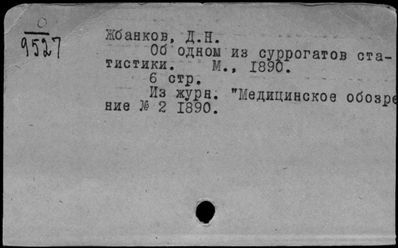 0
9527
Жбанков, Д.Н.
Об одном из суррогатов ста-
тистики. М., 1890.
6 стр.
Из журн. "Медицинское обозре
ние № 2 1890.